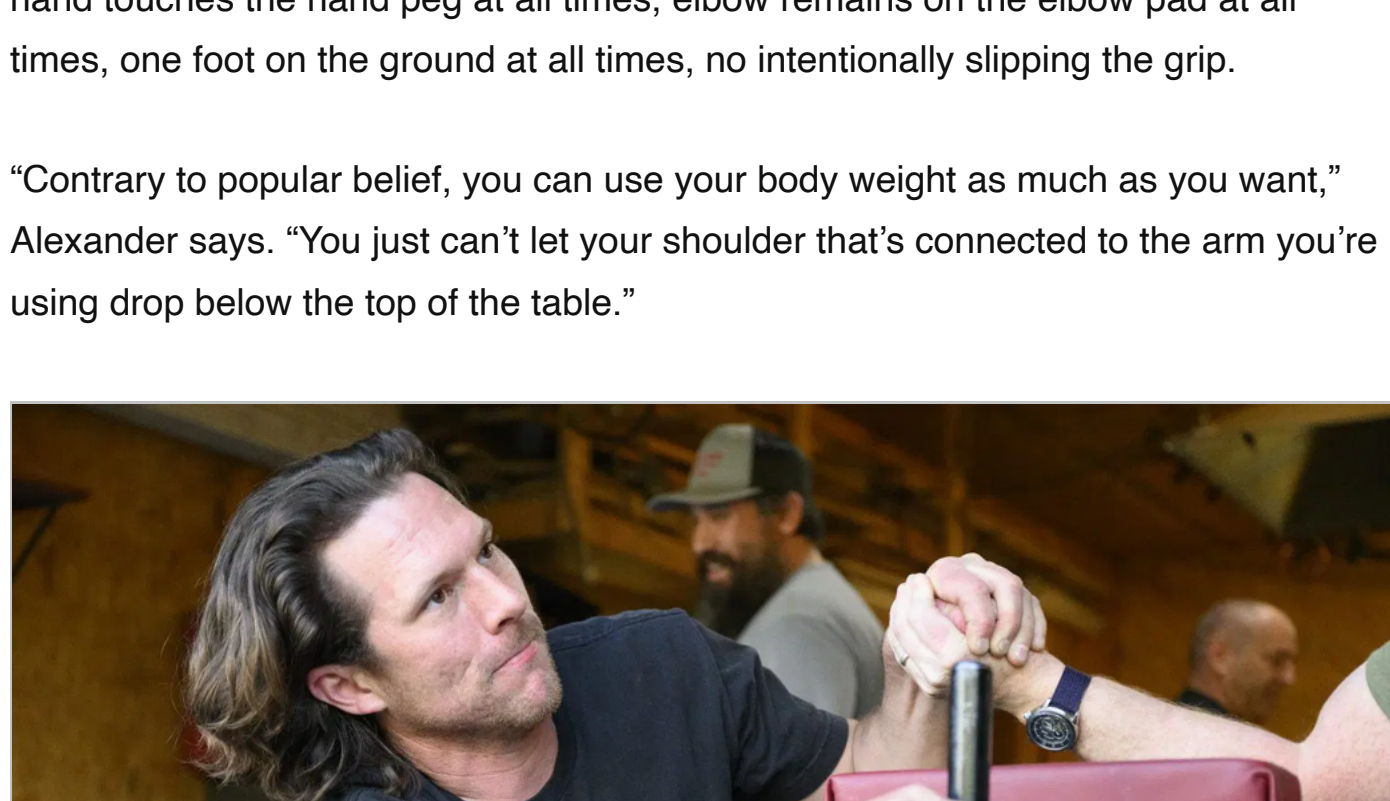 hand touches the hand peg at all times, elbow remains on the elbow pad at all
times, one foot on the ground at all times, no intentionally slipping the grip.
“Contrary to popular belief, you can use your body weight as much as you want,”
Alexander says. “You just can’t let your shoulder that’s connected to the arm you’re
using drop below the top of the table.”